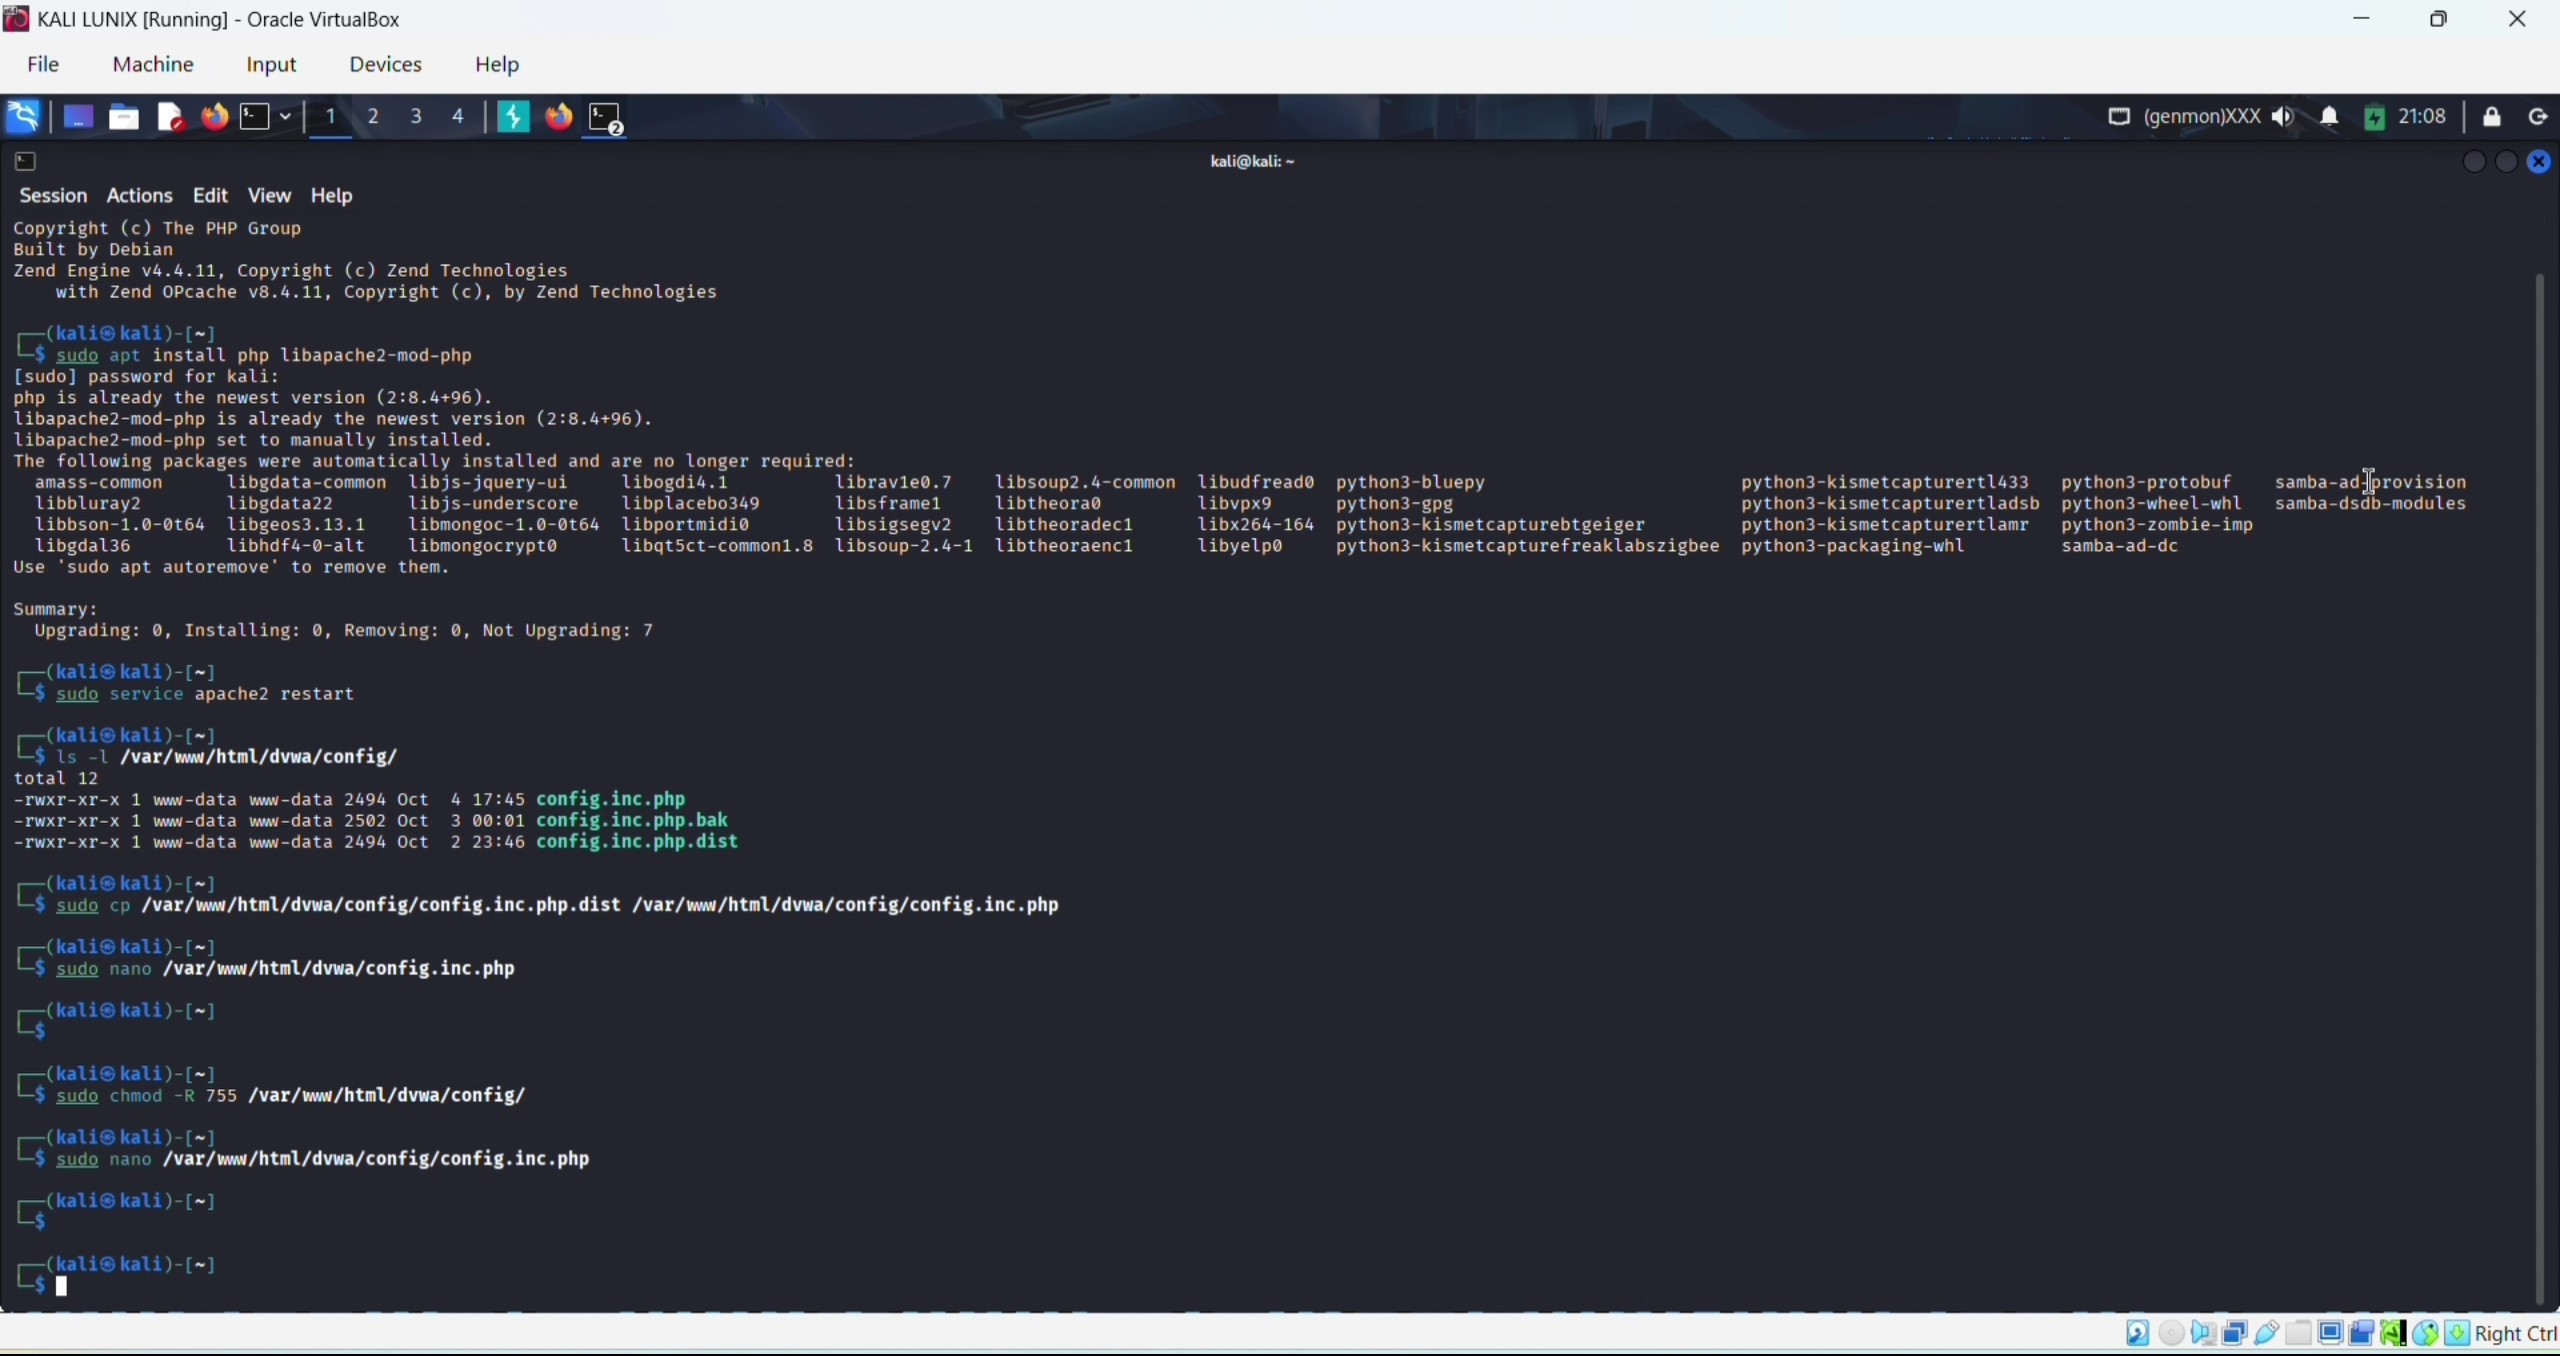 KALI LUNIX [Running] - Oracle VirtualBox
File Machine Input Devices Help
1 2 3 4 2 (genmon)XXX 21:08
kali@kali: ~
Session Actions Edit View Help
Copyright (c) The PHP Group
Built by Debian
Zend Engine v4.4.11, Copyright (c) Zend Technologies
    with Zend OPcache v8.4.11, Copyright (c), by Zend Technologies
┌──(kali㉿kali)-[~]
└─$ sudo apt install php libapache2-mod-php
[sudo] password for kali:
php is already the newest version (2:8.4+96).
libapache2-mod-php is already the newest version (2:8.4+96).
libapache2-mod-php set to manually installed.
The following packages were automatically installed and are no longer required:
  amass-common libgdata-common libjs-jquery-ui libogdi4.1 librav1e0.7 libsoup2.4-common libudfread0 python3-bluepy python3-kismetcapturertl433 python3-protobuf samba-ad-provision
  libbluray2 libgdata22 libjs-underscore libplacebo349 libsframe1 libtheora0 libvpx9 python3-gpg python3-kismetcapturertladsb python3-wheel-whl samba-dsdb-modules
  libbson-1.0-0t64 libgeos3.13.1 libmongoc-1.0-0t64 libportmidi0 libsigsegv2 libtheoradec1 libx264-164 python3-kismetcapturebtgeiger python3-kismetcapturertlamr python3-zombie-imp
  libgdal36 libhdf4-0-alt libmongocrypt0 libqt5ct-common1.8 libsoup-2.4-1 libtheoraenc1 libyelp0 python3-kismetcapturefreaklabszigbee python3-packaging-whl samba-ad-dc
Use 'sudo apt autoremove' to remove them.
Summary:
  Upgrading: 0, Installing: 0, Removing: 0, Not Upgrading: 7
┌──(kali㉿kali)-[~]
└─$ sudo service apache2 restart
┌──(kali㉿kali)-[~]
└─$ ls -l /var/www/html/dvwa/config/
total 12
-rwxr-xr-x 1 www-data www-data 2494 Oct  4 17:45 config.inc.php
-rwxr-xr-x 1 www-data www-data 2502 Oct  3 00:01 config.inc.php.bak
-rwxr-xr-x 1 www-data www-data 2494 Oct  2 23:46 config.inc.php.dist
┌──(kali㉿kali)-[~]
└─$ sudo cp /var/www/html/dvwa/config/config.inc.php.dist /var/www/html/dvwa/config/config.inc.php
┌──(kali㉿kali)-[~]
└─$ sudo nano /var/www/html/dvwa/config.inc.php
┌──(kali㉿kali)-[~]
└─$
┌──(kali㉿kali)-[~]
└─$ sudo chmod -R 755 /var/www/html/dvwa/config/
┌──(kali㉿kali)-[~]
└─$ sudo nano /var/www/html/dvwa/config/config.inc.php
┌──(kali㉿kali)-[~]
└─$
┌──(kali㉿kali)-[~]
└─$
Right Ctrl